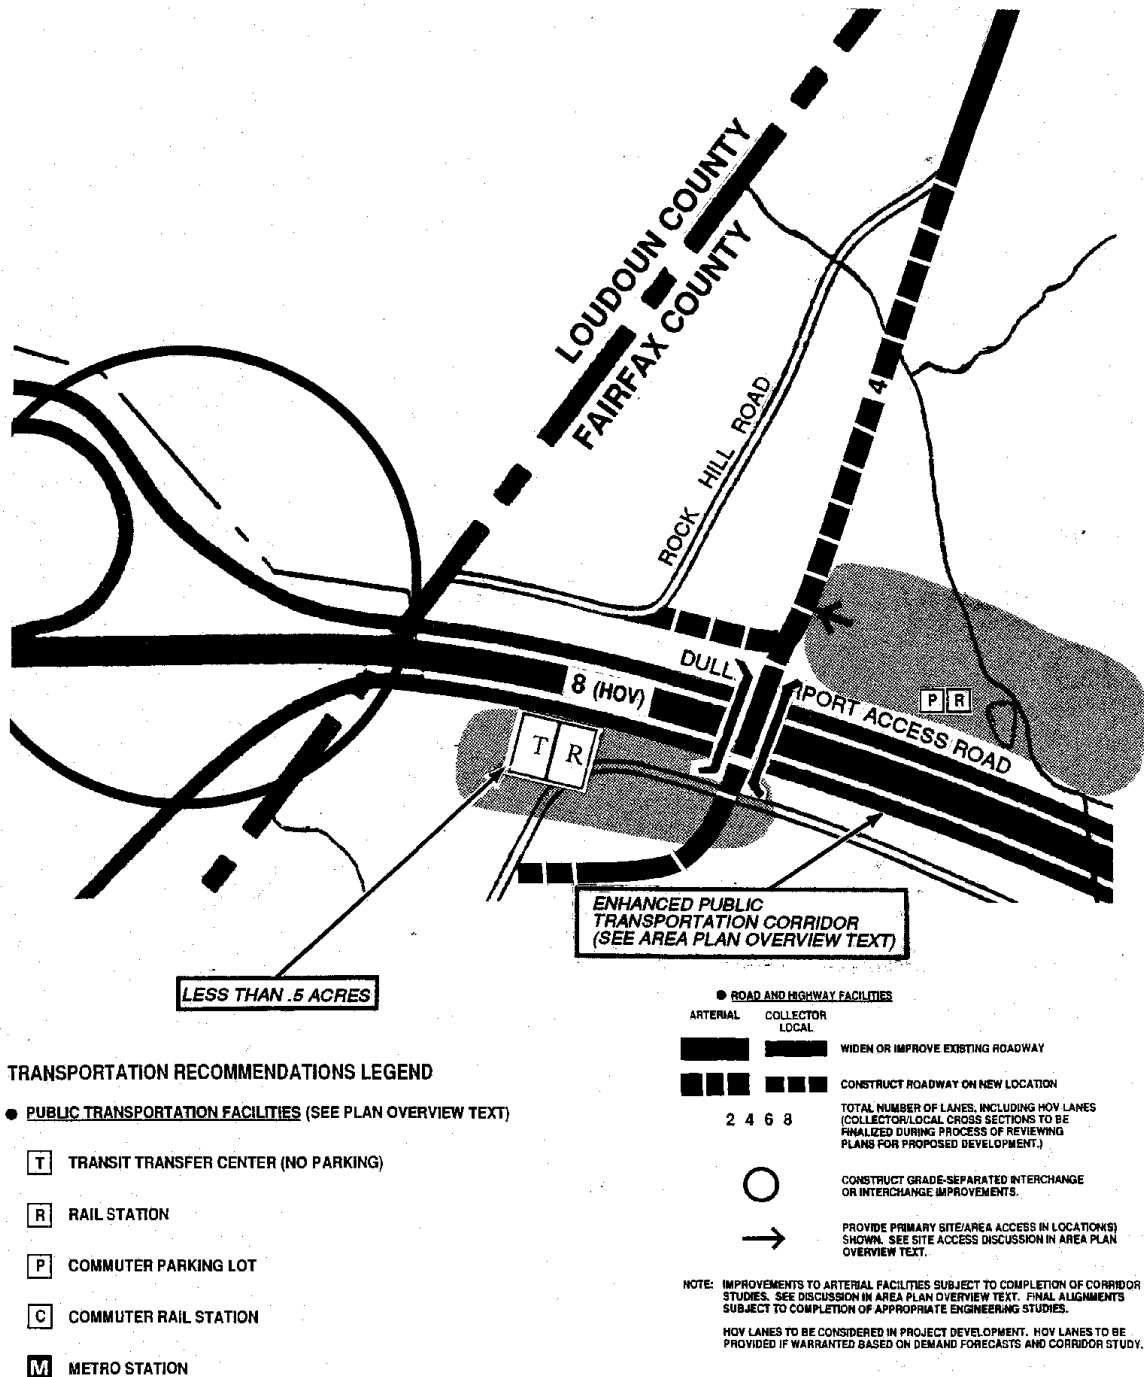 LOUDOUN COUNTY
FAIRFAX COUNTY
ROCK HILL ROAD
4
DULL
RPORT ACCESS ROAD
8 (HOV)
P R
T R
ENHANCED PUBLIC
TRANSPORTATION CORRIDOR
(SEE AREA PLAN OVERVIEW TEXT)
LESS THAN .5 ACRES
● ROAD AND HIGHWAY FACILITIES
ARTERIAL COLLECTOR
LOCAL
WIDEN OR IMPROVE EXISTING ROADWAY
CONSTRUCT ROADWAY ON NEW LOCATION
2 4 6 8
TOTAL NUMBER OF LANES, INCLUDING HOV LANES
(COLLECTOR/LOCAL CROSS SECTIONS TO BE
FINALIZED DURING PROCESS OF REVIEWING
PLANS FOR PROPOSED DEVELOPMENT.)
CONSTRUCT GRADE-SEPARATED INTERCHANGE
OR INTERCHANGE IMPROVEMENTS.
PROVIDE PRIMARY SITE/AREA ACCESS IN LOCATION(S)
SHOWN. SEE SITE ACCESS DISCUSSION IN AREA PLAN
OVERVIEW TEXT.
NOTE: IMPROVEMENTS TO ARTERIAL FACILITIES SUBJECT TO COMPLETION OF CORRIDOR
STUDIES. SEE DISCUSSION IN AREA PLAN OVERVIEW TEXT. FINAL ALIGNMENTS
SUBJECT TO COMPLETION OF APPROPRIATE ENGINEERING STUDIES.
HOV LANES TO BE CONSIDERED IN PROJECT DEVELOPMENT. HOV LANES TO BE
PROVIDED IF WARRANTED BASED ON DEMAND FORECASTS AND CORRIDOR STUDY.
TRANSPORTATION RECOMMENDATIONS LEGEND
● PUBLIC TRANSPORTATION FACILITIES (SEE PLAN OVERVIEW TEXT)
T TRANSIT TRANSFER CENTER (NO PARKING)
R RAIL STATION
P COMMUTER PARKING LOT
C COMMUTER RAIL STATION
M METRO STATION